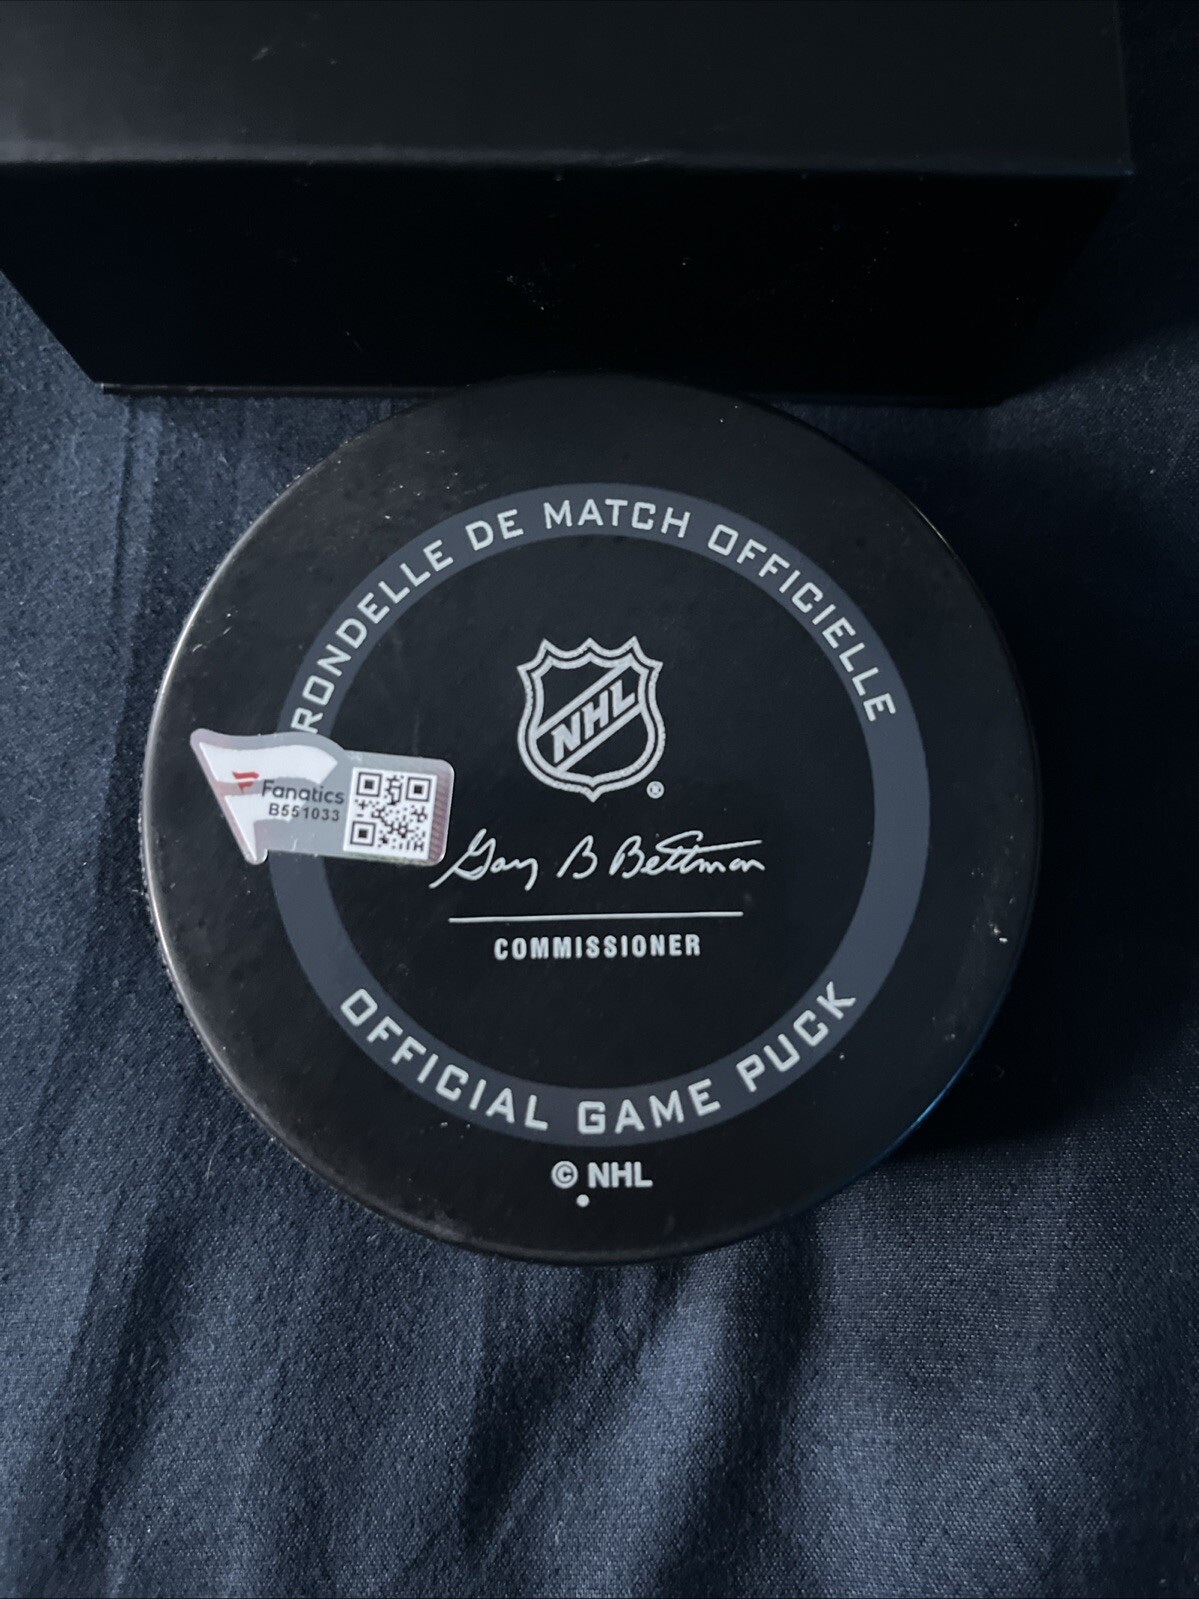 RONDELLE DE MATCH OFFICIELLE
NHL
®
Fanatics
B551033
Gary B Bettman
COMMISSIONER
OFFICIAL GAME PUCK
© NHL